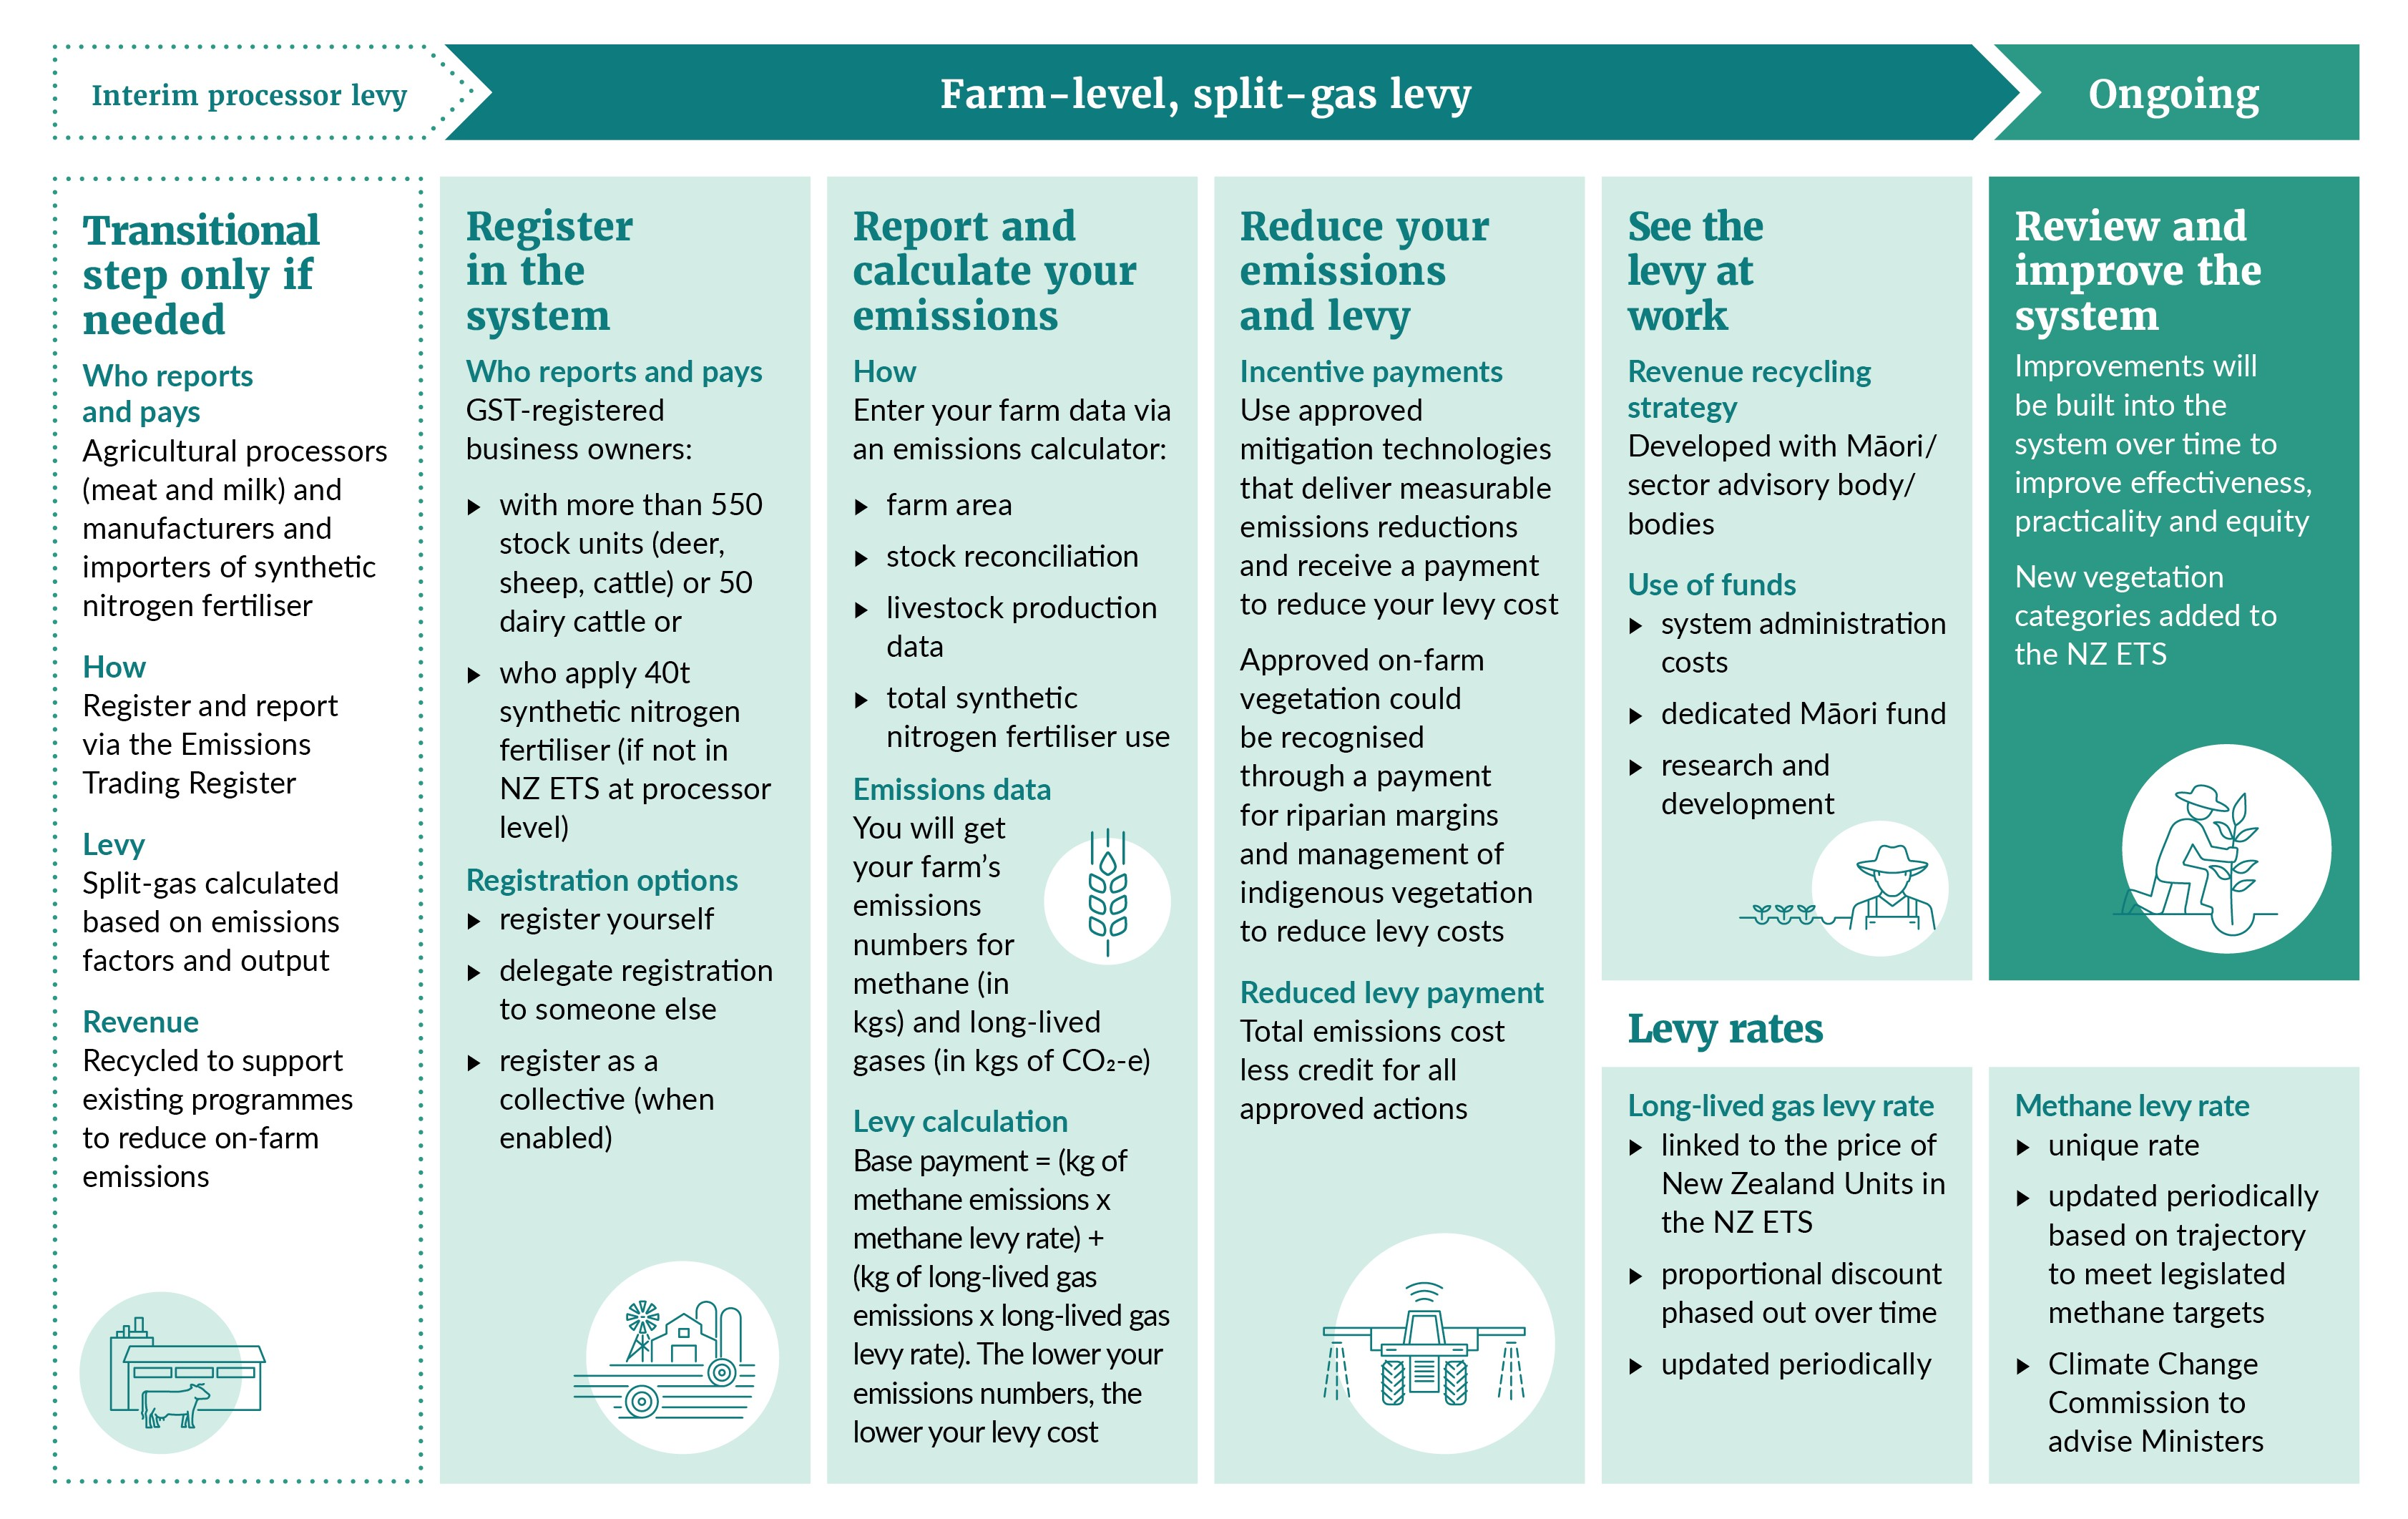 Interim processor levy
Farm-level, split-gas levy
Ongoing
Transitional
step only if
needed
Who reports
and pays
Agricultural processors
(meat and milk) and
manufacturers and
importers of synthetic
nitrogen fertiliser
How
Register and report
via the Emissions
Trading Register
Levy
Split-gas calculated
based on emissions
factors and output
Revenue
Recycled to support
existing programmes
to reduce on-farm
emissions
Register
in the
system
Who reports and pays
GST-registered
business owners:
▸ with more than 550
stock units (deer,
sheep, cattle) or 50
dairy cattle or
▸ who apply 40t
synthetic nitrogen
fertiliser (if not in
NZ ETS at processor
level)
Registration options
▸ register yourself
▸ delegate registration
to someone else
▸ register as a
collective (when
enabled)
Report and
calculate your
emissions
How
Enter your farm data via
an emissions calculator:
▸ farm area
▸ stock reconciliation
▸ livestock production
data
▸ total synthetic
nitrogen fertiliser use
Emissions data
You will get
your farm’s
emissions
numbers for
methane (in
kgs) and long-lived
gases (in kgs of CO₂-e)
Levy calculation
Base payment = (kg of
methane emissions x
methane levy rate) +
(kg of long-lived gas
emissions x long-lived gas
levy rate). The lower your
emissions numbers, the
lower your levy cost
Reduce your
emissions
and levy
Incentive payments
Use approved
mitigation technologies
that deliver measurable
emissions reductions
and receive a payment
to reduce your levy cost
Approved on-farm
vegetation could
be recognised
through a payment
for riparian margins
and management of
indigenous vegetation
to reduce levy costs
Reduced levy payment
Total emissions cost
less credit for all
approved actions
See the
levy at
work
Revenue recycling
strategy
Developed with Māori/
sector advisory body/
bodies
Use of funds
▸ system administration
costs
▸ dedicated Māori fund
▸ research and
development
Review and
improve the
system
Improvements will
be built into the
system over time to
improve effectiveness,
practicality and equity
New vegetation
categories added to
the NZ ETS
Levy rates
Long-lived gas levy rate
▸ linked to the price of
New Zealand Units in
the NZ ETS
▸ proportional discount
phased out over time
▸ updated periodically
Methane levy rate
▸ unique rate
▸ updated periodically
based on trajectory
to meet legislated
methane targets
▸ Climate Change
Commission to
advise Ministers